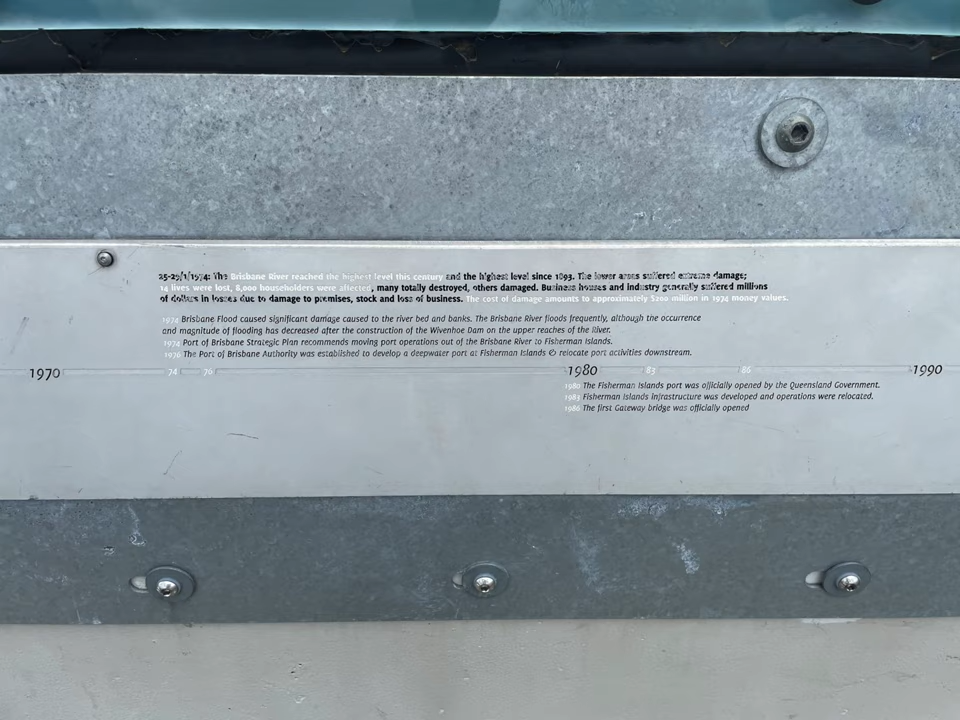 25-29/1/1974: The Brisbane River reached the highest level this century and the highest level since 1893. The lower areas suffered extreme damage;
14 lives were lost, 8,000 householders were affected, many totally destroyed, others damaged. Business houses and industry generally suffered millions
of dollars in losses due to damage to premises, stock and loss of business. The cost of damage amounts to approximately $200 million in 1974 money values.
1974 Brisbane Flood caused significant damage caused to the river bed and banks. The Brisbane River floods frequently, although the occurrence
and magnitude of flooding has decreased after the construction of the Wivenhoe Dam on the upper reaches of the River.
1974 Port of Brisbane Strategic Plan recommends moving port operations out of the Brisbane River to Fisherman Islands.
1976 The Port of Brisbane Authority was established to develop a deepwater port at Fisherman Islands & relocate port activities downstream.
1970 74 76 1980 83 86 1990
1980 The Fisherman Islands port was officially opened by the Queensland Government.
1983 Fisherman Islands infrastructure was developed and operations were relocated.
1986 The first Gateway bridge was officially opened